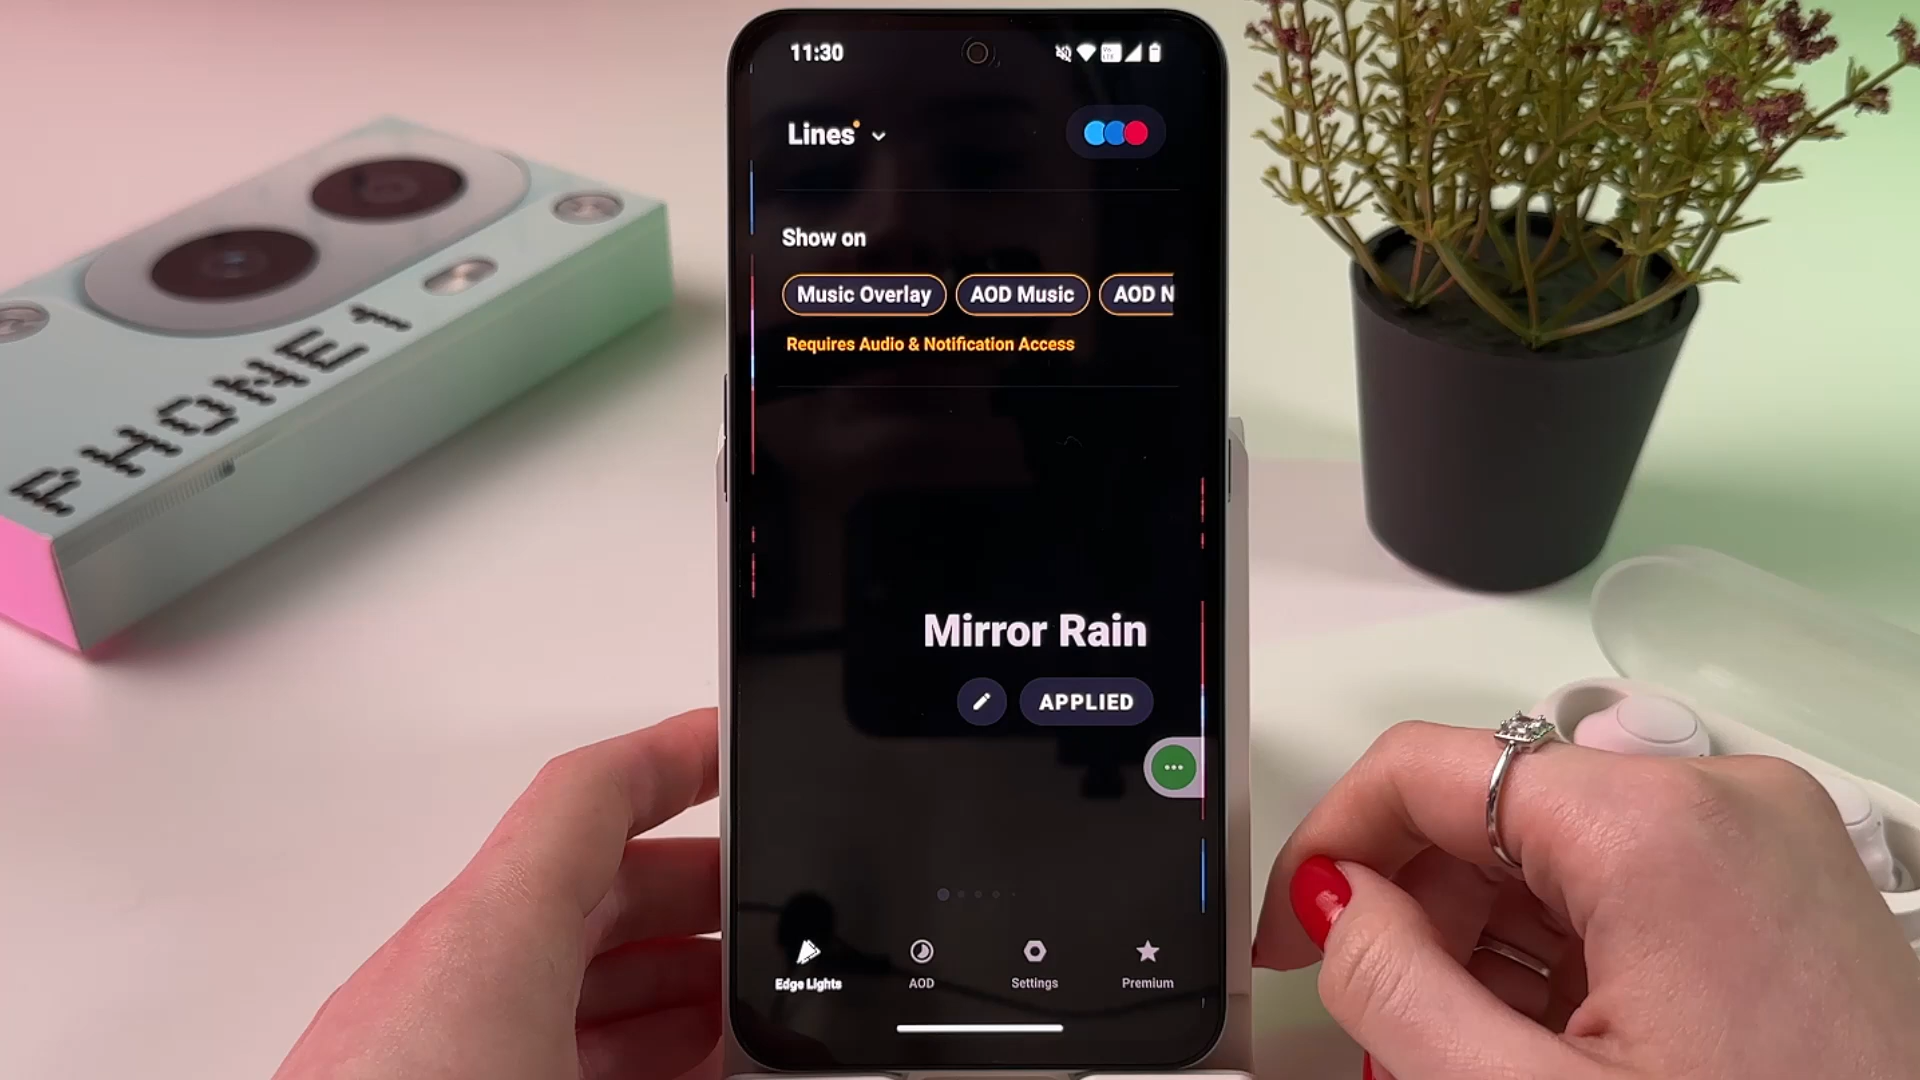 PHONE 1
11:30
Lines
Show on
Music Overlay
AOD Music
AOD N
Requires Audio & Notification Access
Mirror Rain
APPLIED
Edge Lights
AOD
Settings
Premium